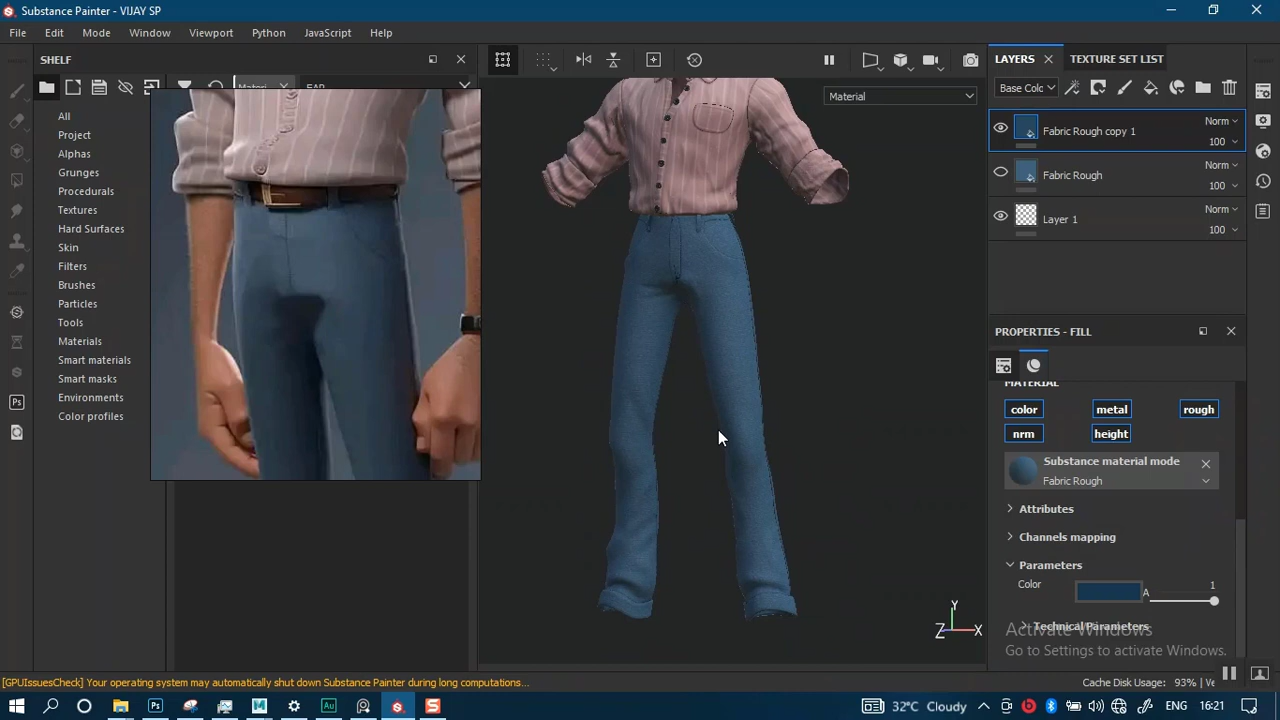 Substance Painter - VIJAY SP
File Edit Mode Window Viewport Python JavaScript Help
SHELF
LAYERS TEXTURE SET LIST
Materi
Material
Base Colo
All
Project
Alphas
Grunges
Procedurals
Textures
Hard Surfaces
Skin
Filters
Brushes
Particles
Tools
Materials
Smart materials
Smart masks
Environments
Color profiles
Fabric Rough copy 1 Norm
100
Fabric Rough Norm
100
Layer 1 Norm
100
PROPERTIES - FILL
MATERIAL
color metal rough
nrm height
Substance material mode
Fabric Rough
Attributes
Channels mapping
Parameters
Color A 1
Technical Parameters
Activate Windows
Go to Settings to activate Windows.
Y
Z X
[GPUIssuesCheck] Your operating system may automatically shut down Substance Painter during long computations...
Cache Disk Usage: 93% | Ve
Ps Au S
32°C Cloudy ENG 16:21